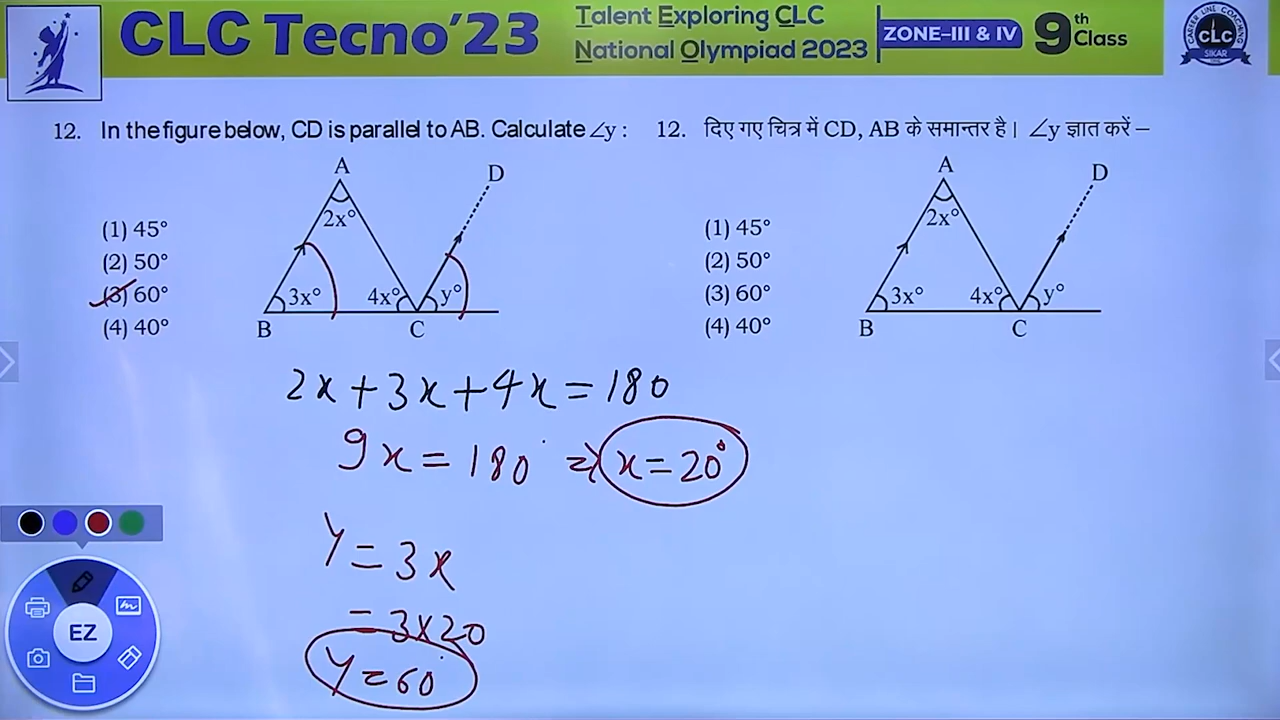 CLC Tecno'23
Talent Exploring CLC
National Olympiad 2023
ZONE–III & IV
9th Class
CAREER LINE COACHING
CLC
SIKAR
12. In the figure below, CD is parallel to AB. Calculate ∠y :
A
D
2x°
(1) 45°
(2) 50°
(3) 60°
(4) 40°
3x°
4x°
y°
B
C
12. दिए गए चित्र में CD, AB के समान्तर है। ∠y ज्ञात करें –
A
D
2x°
(1) 45°
(2) 50°
(3) 60°
(4) 40°
3x°
4x°
y°
B
C
2x+3x+4x=180
9x=180 ⇒ x=20°
y=3x
=3×20
y=60
EZ